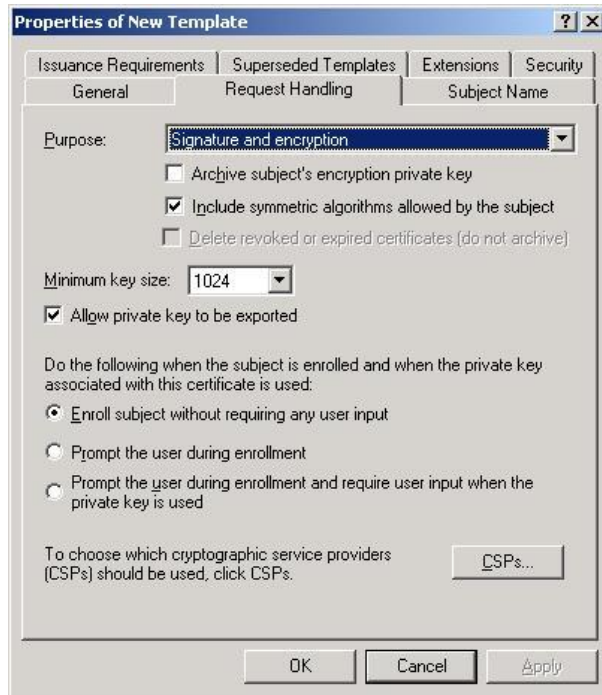 Properties of New Template
Issuance Requirements Superseded Templates Extensions Security
General Request Handling Subject Name
Purpose: Signature and encryption
Archive subject's encryption private key
Include symmetric algorithms allowed by the subject
Delete revoked or expired certificates (do not archive)
Minimum key size: 1024
Allow private key to be exported
Do the following when the subject is enrolled and when the private key
associated with this certificate is used:
Enroll subject without requiring any user input
Prompt the user during enrollment
Prompt the user during enrollment and require user input when the
private key is used
To choose which cryptographic service providers
(CSPs) should be used, click CSPs.
CSPs...
OK Cancel Apply